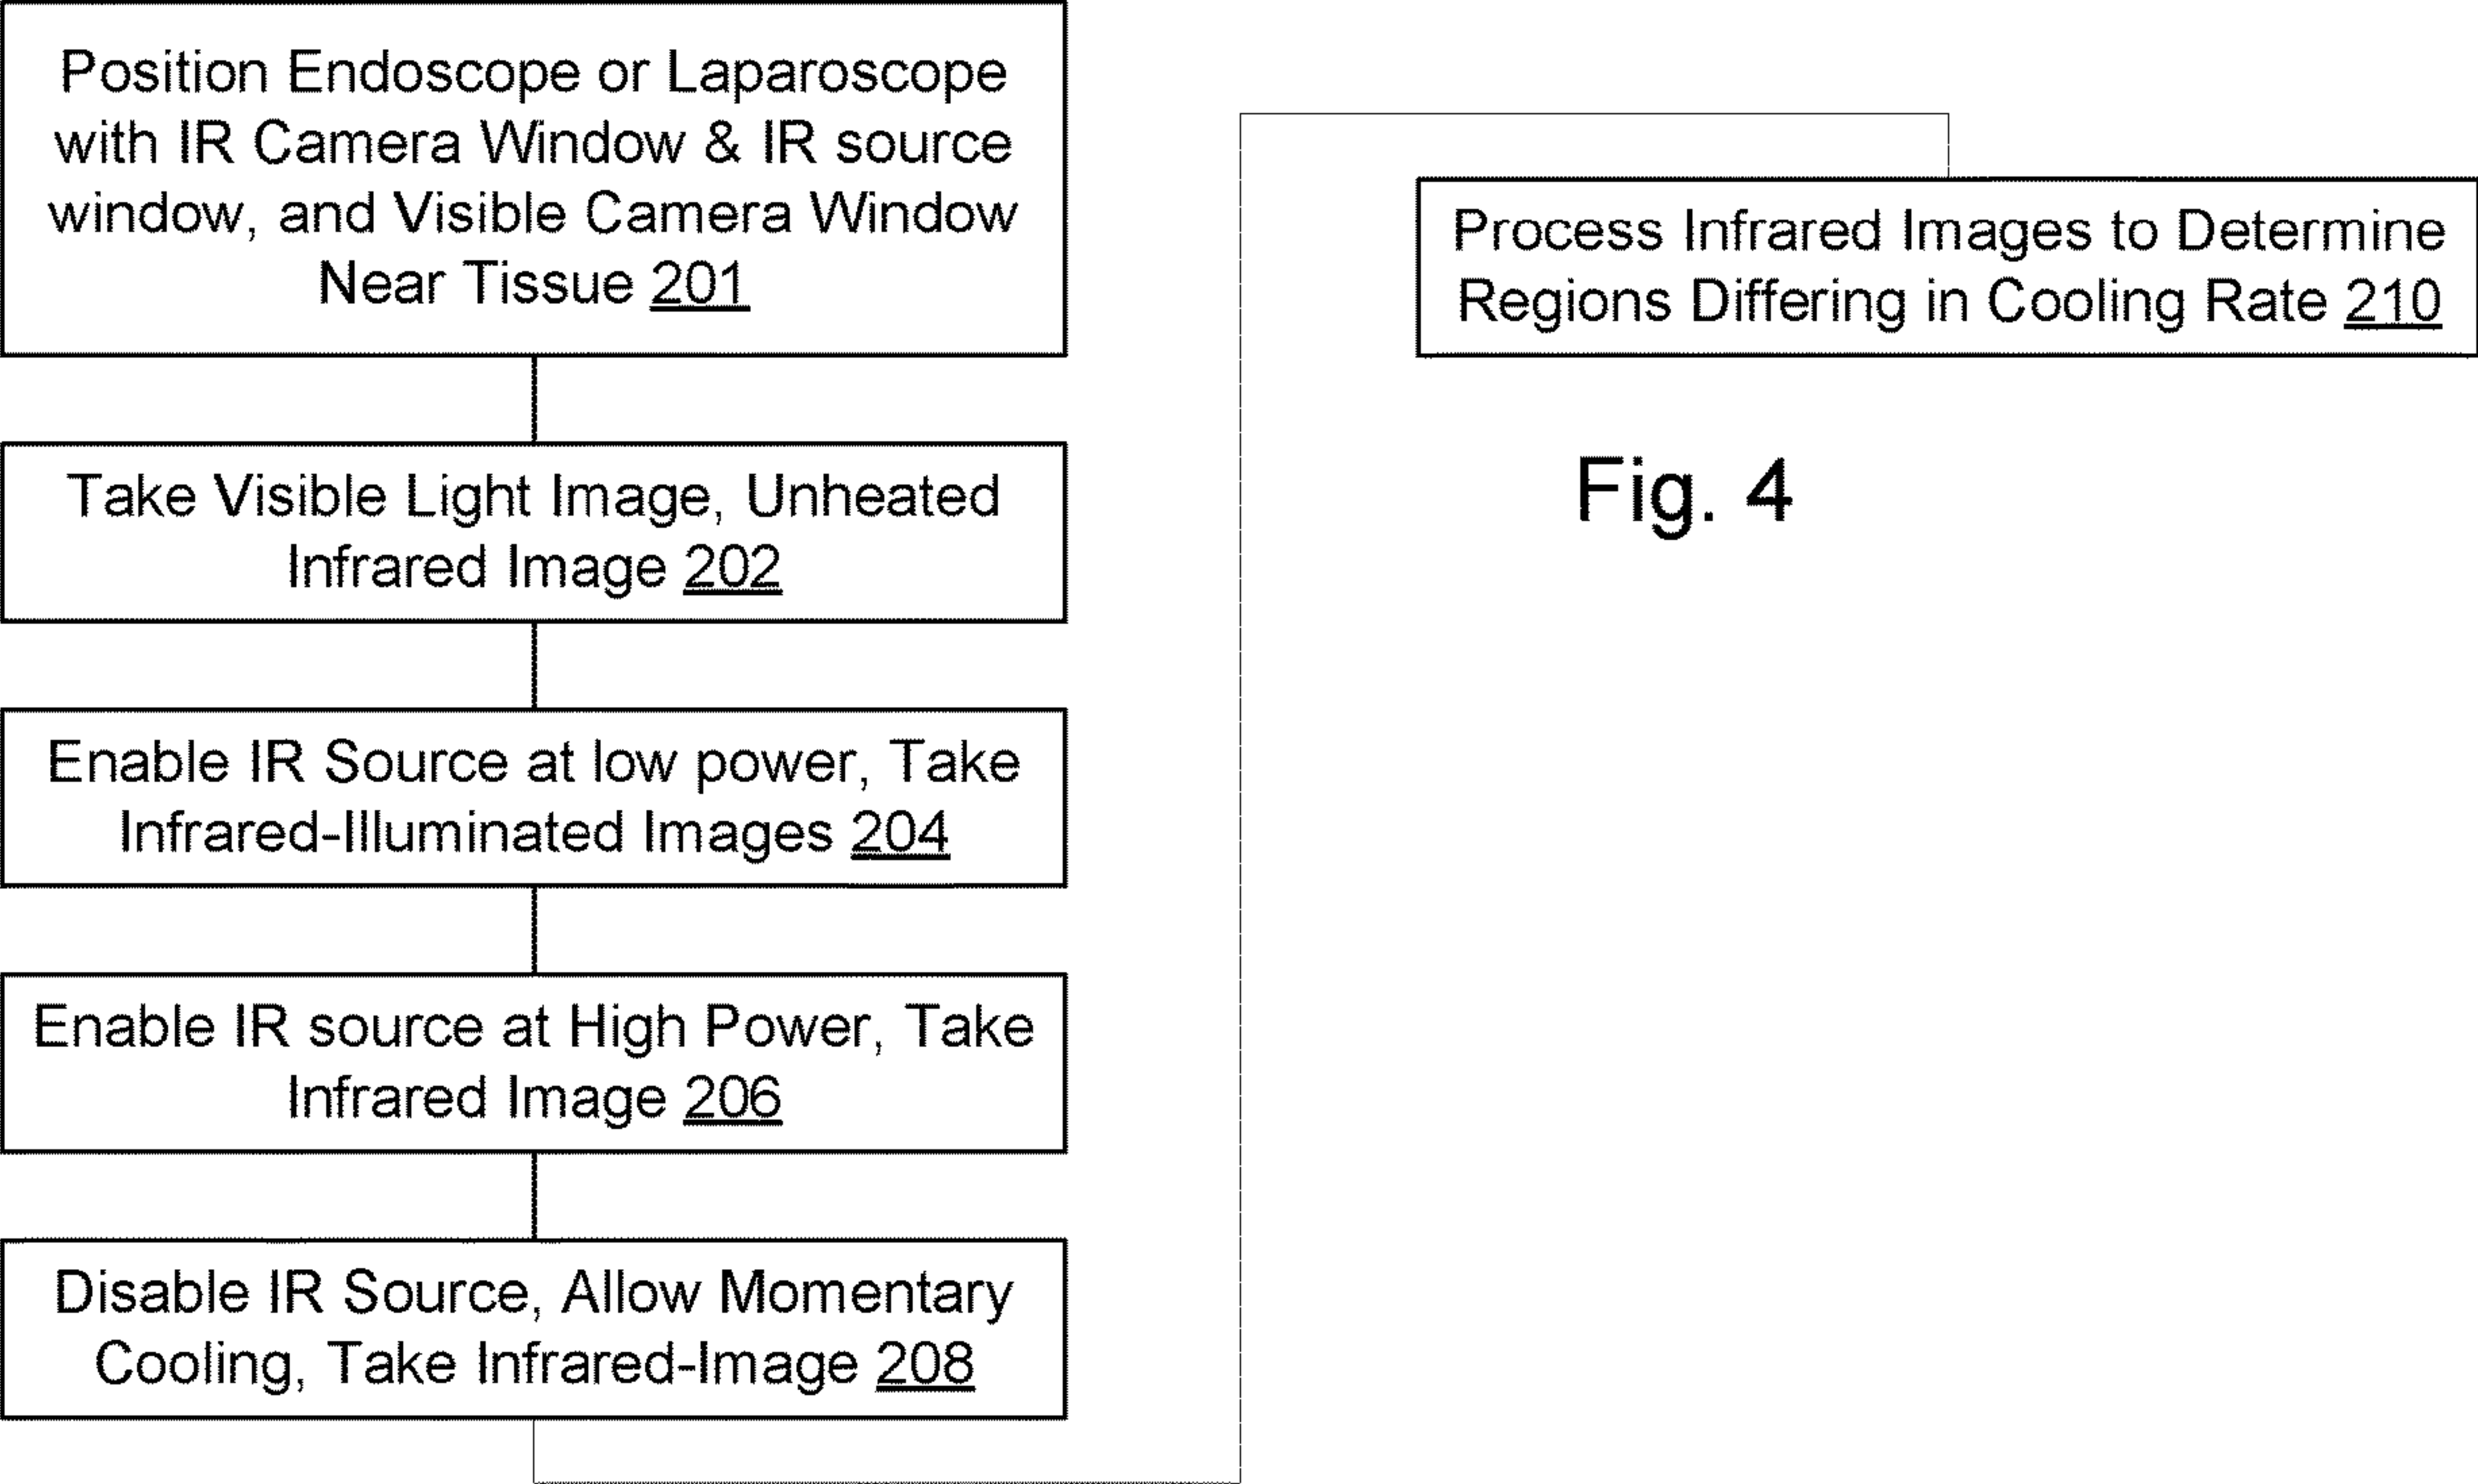 Position Endoscope or Laparoscope
with IR Camera Window & IR source
window, and Visible Camera Window
Near Tissue 201
Take Visible Light Image, Unheated
Infrared Image 202
Enable IR Source at low power, Take
Infrared-Illuminated Images 204
Enable IR source at High Power, Take
Infrared Image 206
Disable IR Source, Allow Momentary
Cooling, Take Infrared-Image 208
Process Infrared Images to Determine
Regions Differing in Cooling Rate 210
Fig. 4